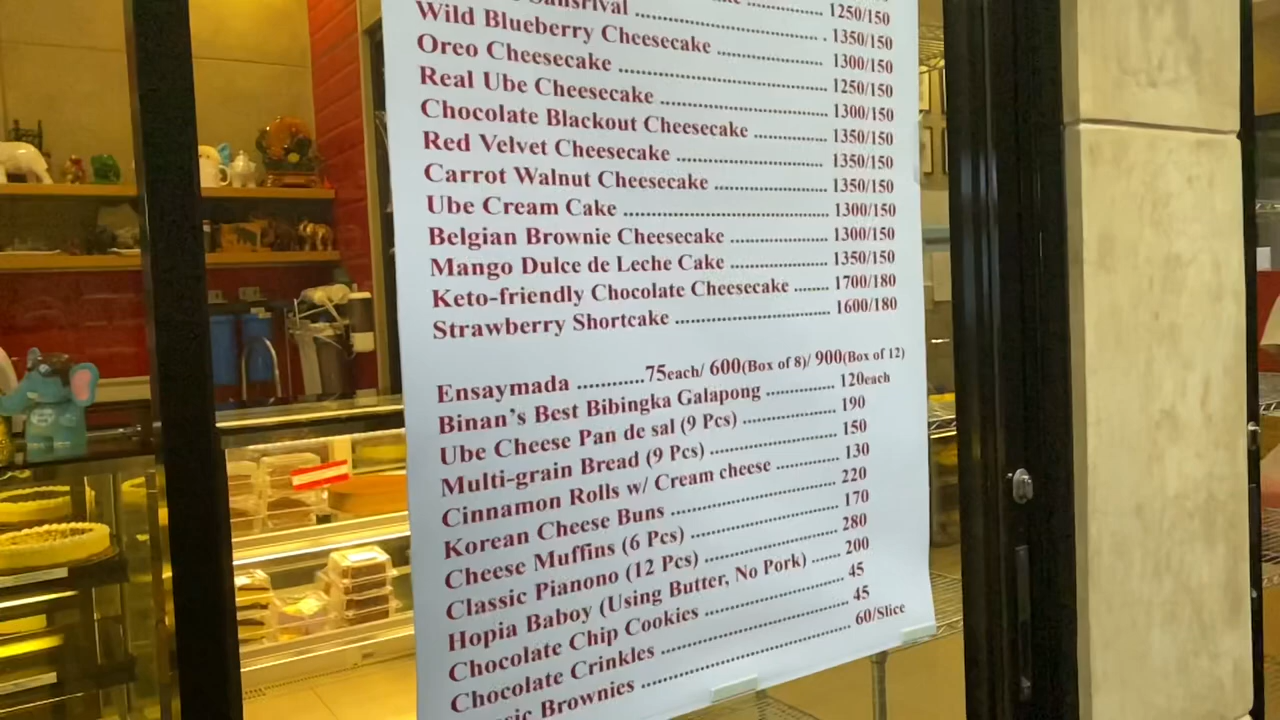 1250/150
Sansrival ........................ 1350/150
Wild Blueberry Cheesecake ................ 1300/150
Oreo Cheesecake ........................ 1250/150
Real Ube Cheesecake ........................ 1300/150
Chocolate Blackout Cheesecake ............ 1350/150
Red Velvet Cheesecake ........................ 1350/150
Carrot Walnut Cheesecake ................ 1350/150
Ube Cream Cake ........................ 1300/150
Belgian Brownie Cheesecake ................ 1300/150
Mango Dulce de Leche Cake ................ 1350/150
Keto-friendly Chocolate Cheesecake ........ 1700/180
Strawberry Shortcake ........................ 1600/180
Ensaymada ............75each/ 600(Box of 8)/ 900(Box of 12)
Binan's Best Bibingka Galapong ............ 120each
Ube Cheese Pan de sal (9 Pcs) ................ 190
Multi-grain Bread (9 Pcs) ................ 150
Cinnamon Rolls w/ Cream cheese ............ 130
Korean Cheese Buns ........................ 220
Cheese Muffins (6 Pcs) ........................ 170
Classic Pianono (12 Pcs) ................ 280
Hopia Baboy (Using Butter, No Pork) ........ 200
Chocolate Chip Cookies ........................ 45
Chocolate Crinkles ........................ 45
Brownies ........................ 60/Slice